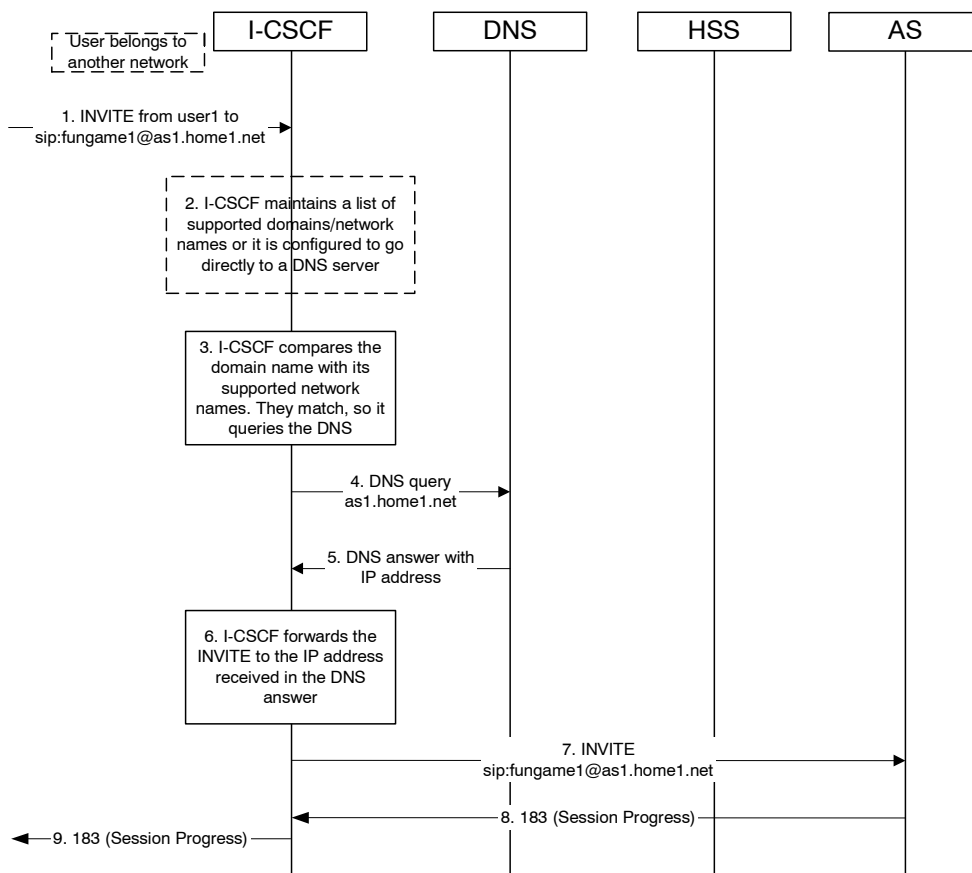 I-CSCF
DNS
HSS
AS
User belongs to
another network
1. INVITE from user1 to
sip:fungame1@as1.home1.net
2. I-CSCF maintains a list of
supported domains/network
names or it is configured to go
directly to a DNS server
3. I-CSCF compares the
domain name with its
supported network
names. They match, so it
queries the DNS
4. DNS query
as1.home1.net
5. DNS answer with
IP address
6. I-CSCF forwards the
INVITE to the IP address
received in the DNS
answer
7. INVITE
sip:fungame1@as1.home1.net
8. 183 (Session Progress)
9. 183 (Session Progress)